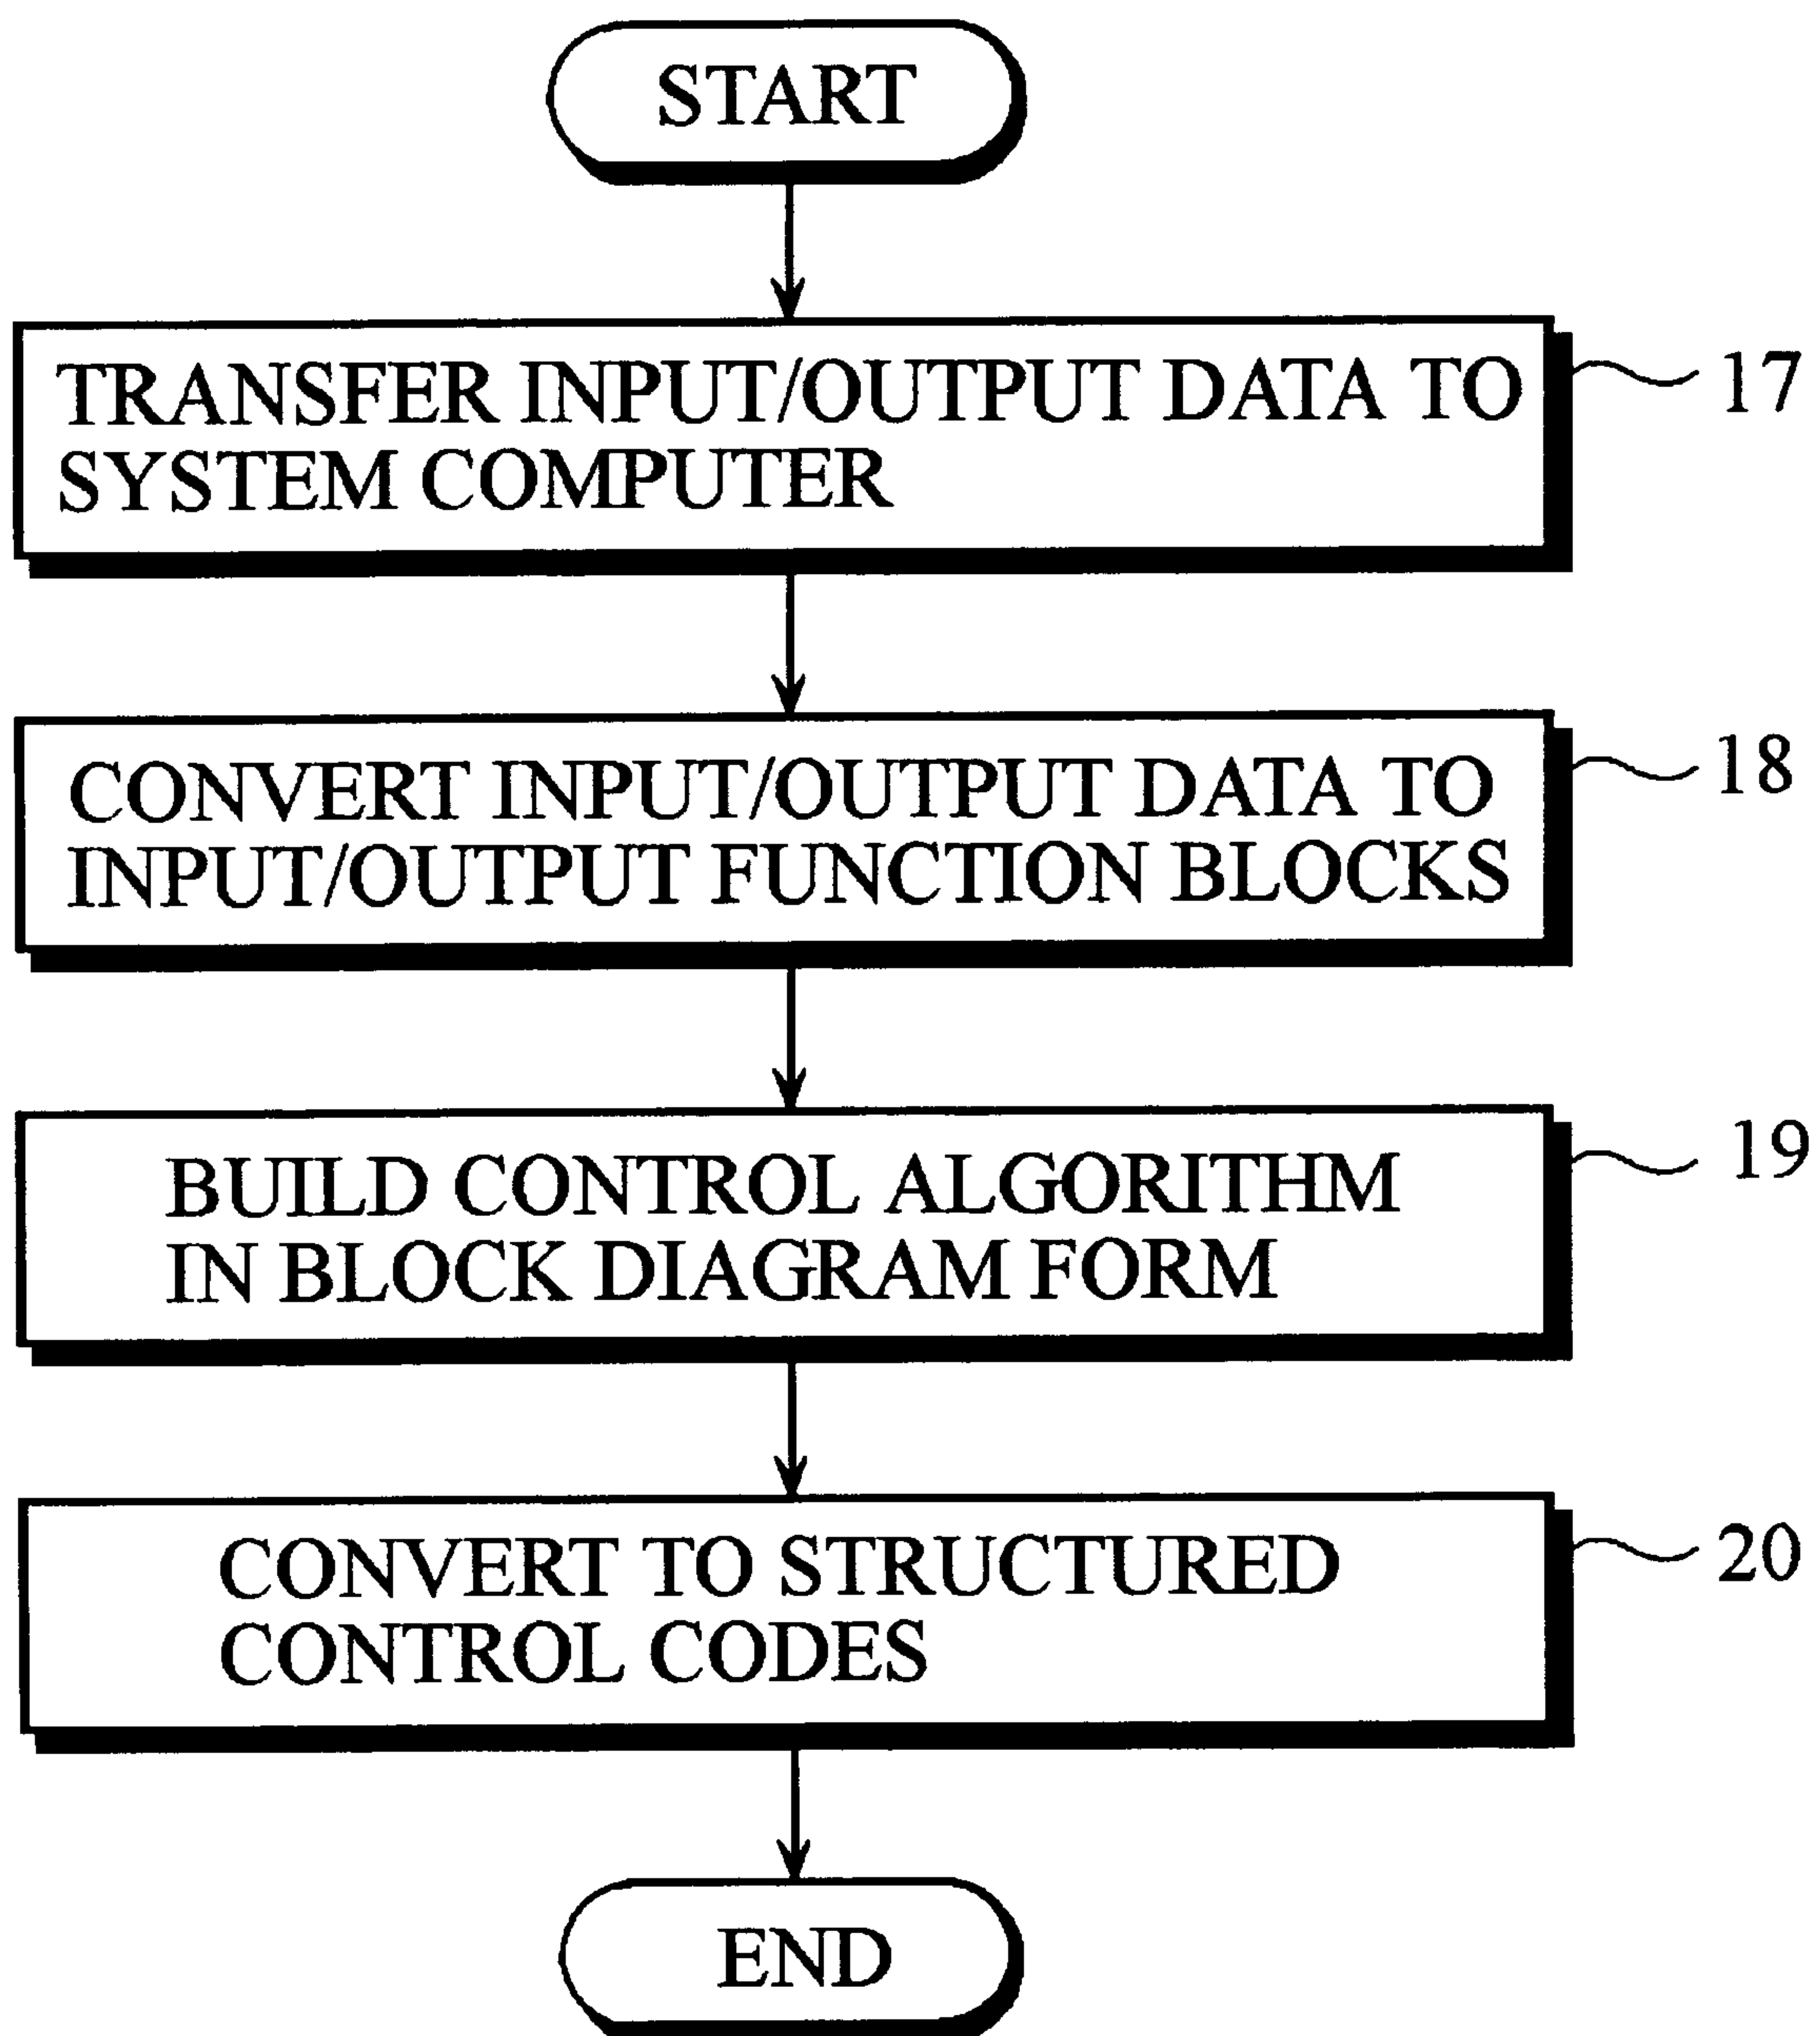 START
TRANSFER INPUT/OUTPUT DATA TO
SYSTEM COMPUTER
17
CONVERT INPUT/OUTPUT DATA TO
INPUT/OUTPUT FUNCTION BLOCKS
18
BUILD CONTROL ALGORITHM
IN BLOCK DIAGRAM FORM
19
CONVERT TO STRUCTURED
CONTROL CODES
20
END